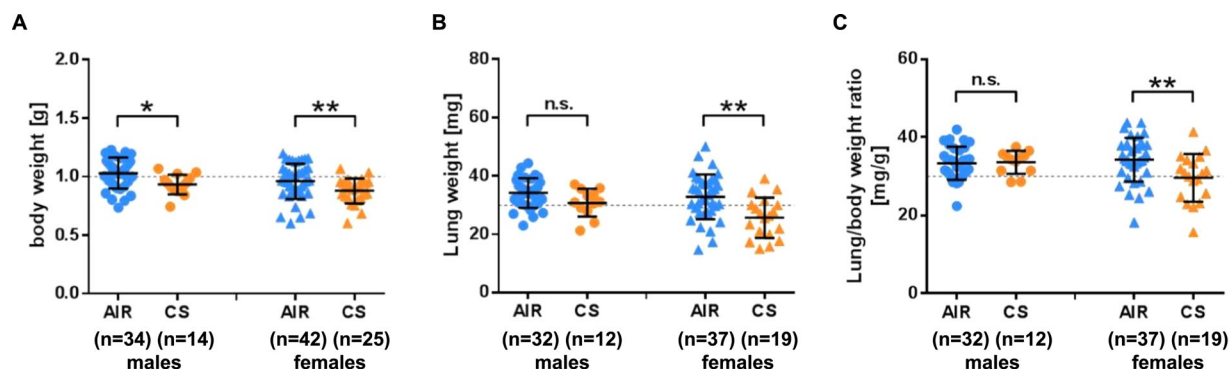 A
body weight [g]
2.0
1.5
1.0
0.5
0.0
*
**
AIR CS AIR CS
(n=34) (n=14) (n=42) (n=25)
males females
B
Lung weight [mg]
80
60
40
20
0
n.s.
**
AIR CS AIR CS
(n=32) (n=12) (n=37) (n=19)
males females
C
Lung/body weight ratio
[mg/g]
60
40
20
0
n.s.
**
AIR CS AIR CS
(n=32) (n=12) (n=37) (n=19)
males females